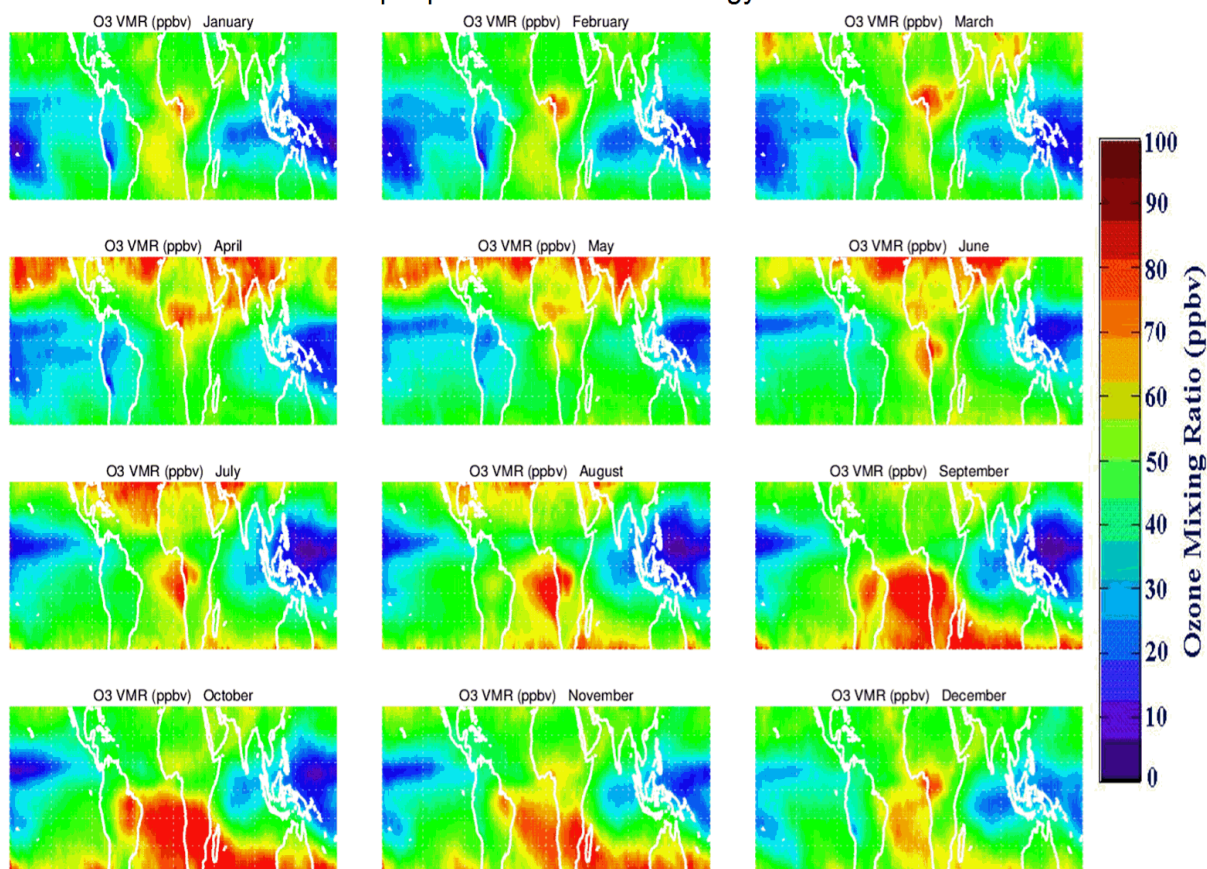 O3 VMR (ppbv) January
O3 VMR (ppbv) February
O3 VMR (ppbv) March
O3 VMR (ppbv) April
O3 VMR (ppbv) May
O3 VMR (ppbv) June
O3 VMR (ppbv) July
O3 VMR (ppbv) August
O3 VMR (ppbv) September
O3 VMR (ppbv) October
O3 VMR (ppbv) November
O3 VMR (ppbv) December
100
90
80
70
60
50
40
30
20
10
0
Ozone Mixing Ratio (ppbv)